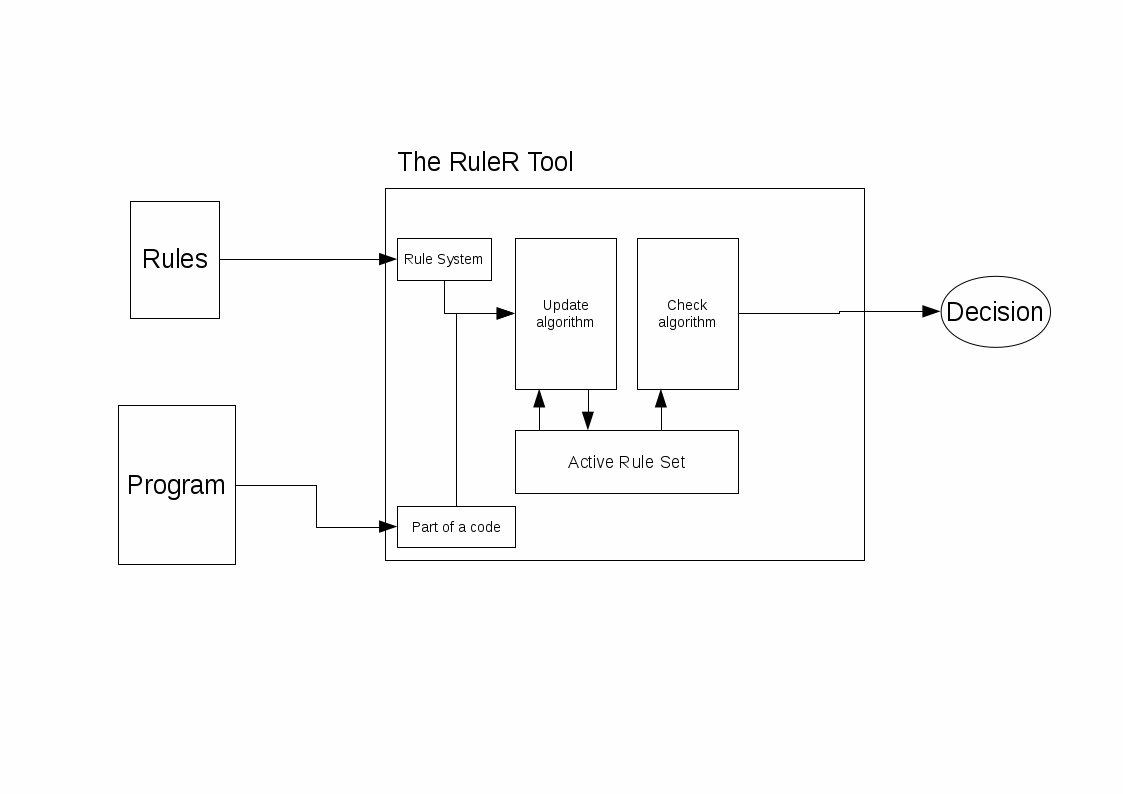 The RuleR Tool
Rules
Rule System
Update
algorithm
Check
algorithm
Decision
Active Rule Set
Program
Part of a code